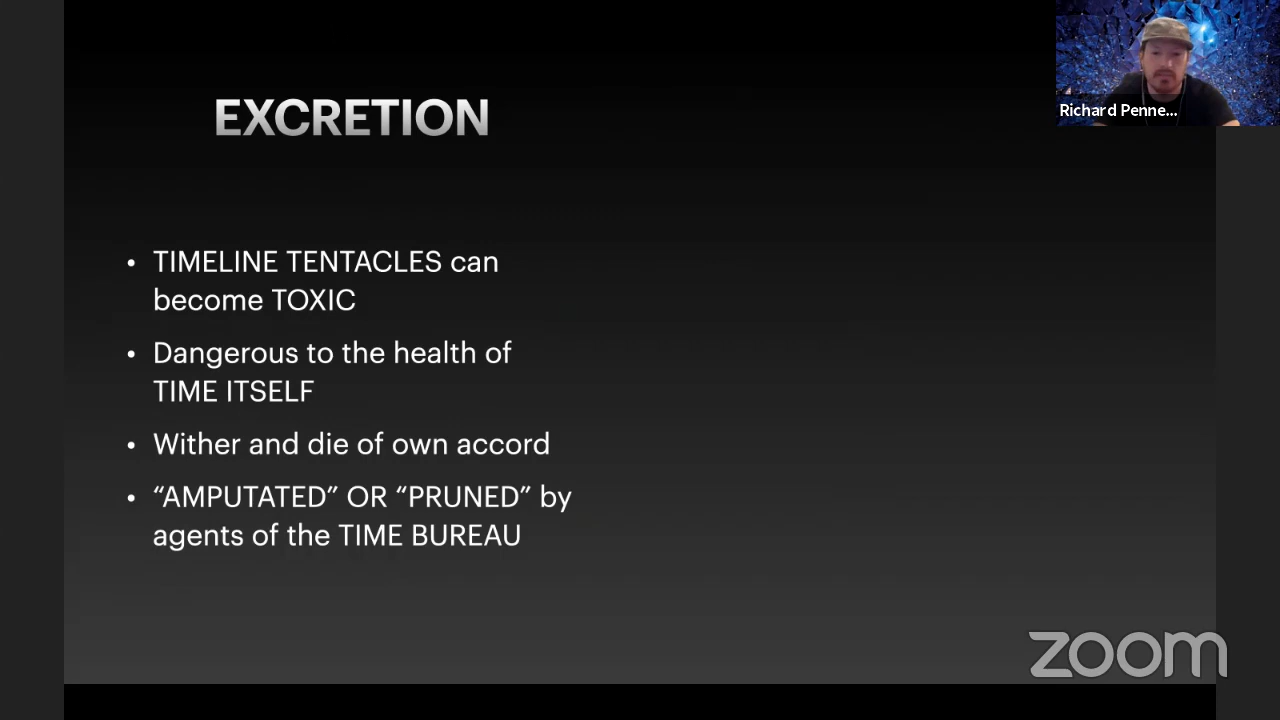 EXCRETION
Richard Penne...
• TIMELINE TENTACLES can
become TOXIC
• Dangerous to the health of
TIME ITSELF
• Wither and die of own accord
• “AMPUTATED” OR “PRUNED” by
agents of the TIME BUREAU
zoom